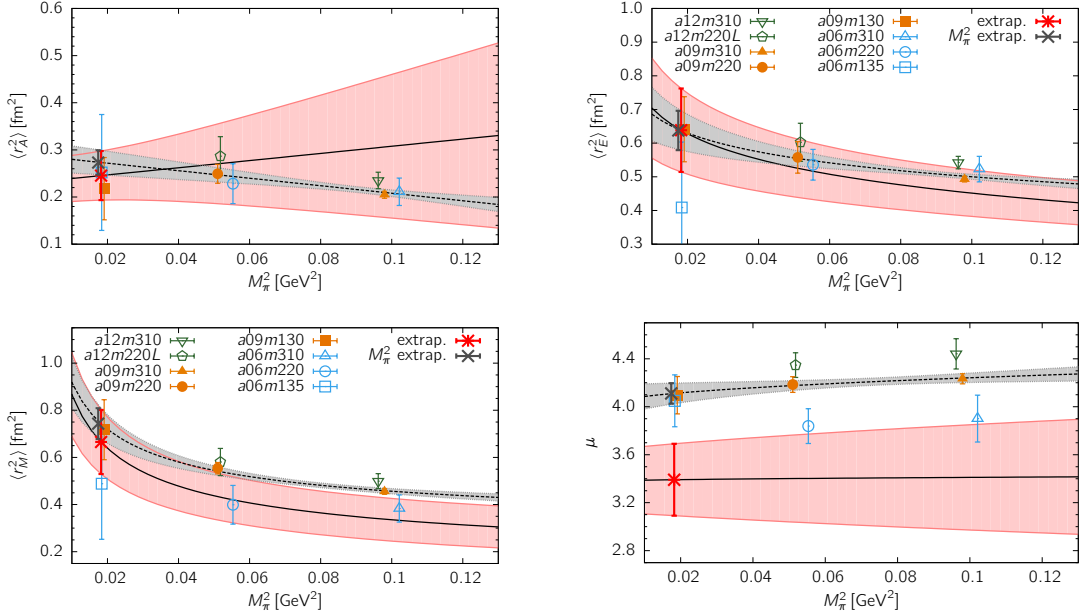 0.6
0.5
0.4
0.3
0.2
0.1
⟨r_A^2⟩ [fm^2]
0.02 0.04 0.06 0.08 0.1 0.12
M_π^2 [GeV^2]
1.0
0.9
0.8
0.7
0.6
0.5
0.4
0.3
⟨r_E^2⟩ [fm^2]
a12m310 a09m130 extrap.
a12m220L a06m310 M_π^2 extrap.
a09m310 a06m220
a09m220 a06m135
0.02 0.04 0.06 0.08 0.1 0.12
M_π^2 [GeV^2]
1.0
0.8
0.6
0.4
0.2
⟨r_M^2⟩ [fm^2]
a12m310 a09m130 extrap.
a12m220L a06m310 M_π^2 extrap.
a09m310 a06m220
a09m220 a06m135
0.02 0.04 0.06 0.08 0.1 0.12
M_π^2 [GeV^2]
4.4
4.0
3.6
3.2
2.8
μ
0.02 0.04 0.06 0.08 0.1 0.12
M_π^2 [GeV^2]